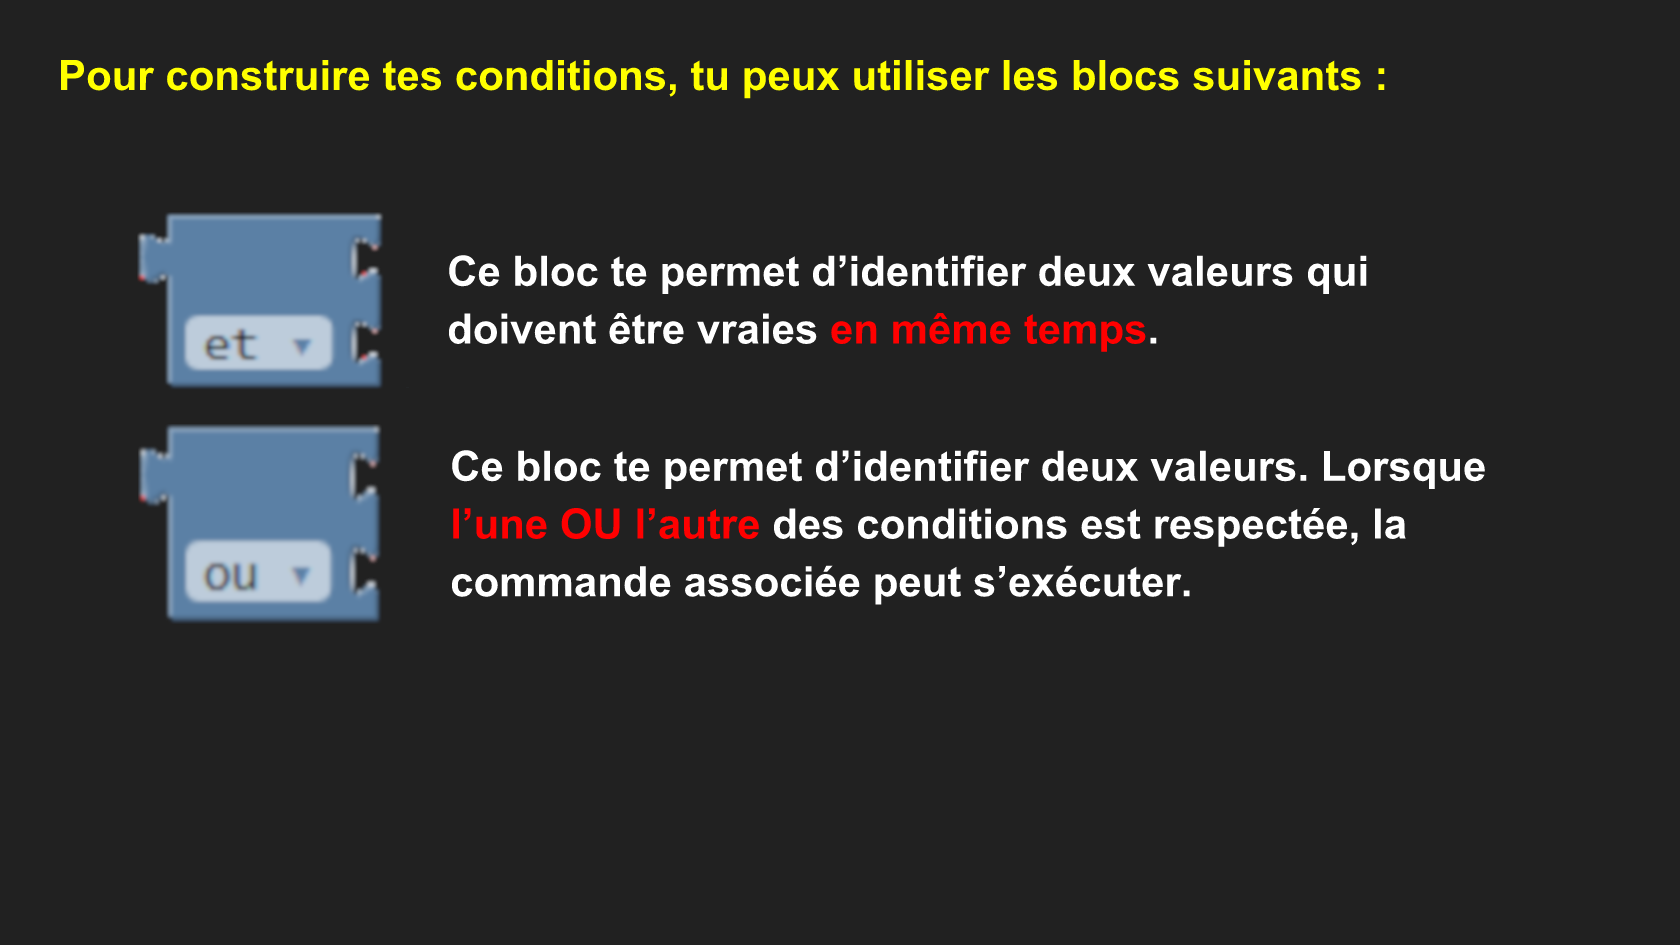 Pour construire tes conditions, tu peux utiliser les blocs suivants :
Ce bloc te permet d’identifier deux valeurs qui
doivent être vraies en même temps.
et ▼
Ce bloc te permet d’identifier deux valeurs. Lorsque
l’une OU l’autre des conditions est respectée, la
commande associée peut s’exécuter.
ou ▼